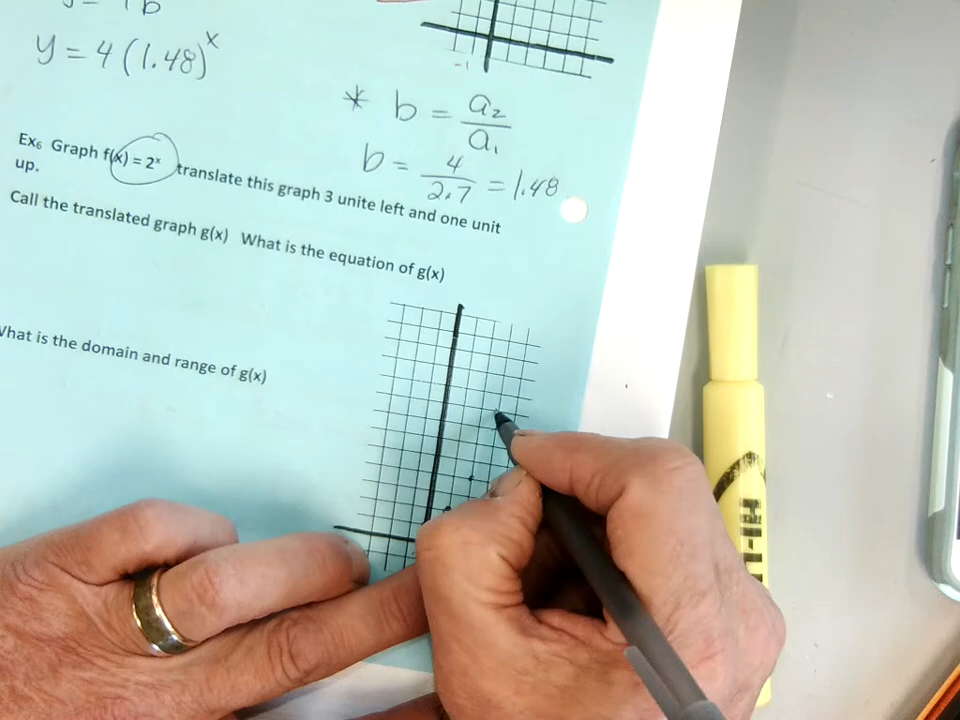 y = 4(1.48)^x
-1
* b = a₂/a₁
b = 4/2.7 = 1.48
Ex₆ Graph f(x) = 2ˣ translate this graph 3 unite left and one unit
up.
Call the translated graph g(x) What is the equation of g(x)
What is the domain and range of g(x)